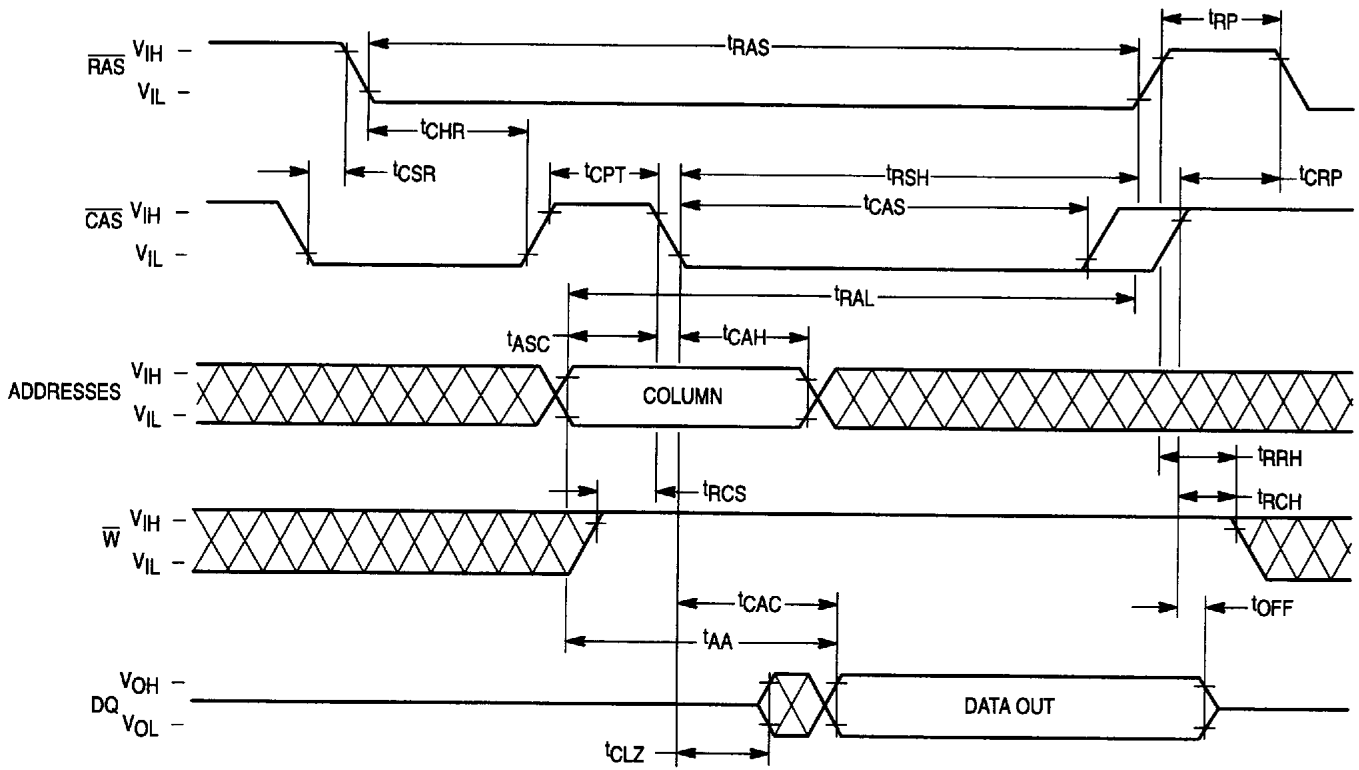 tRP
VIH
tRAS
RAS
VIL
tCHR
tCSR
tCPT
tRSH
tCRP
CAS
VIH
tCAS
VIL
tRAL
tASC
tCAH
VIH
ADDRESSES
COLUMN
VIL
tRRH
tRCS
tRCH
VIH
W
VIL
tCAC
tOFF
tAA
VOH
DQ
DATA OUT
VOL
tCLZ